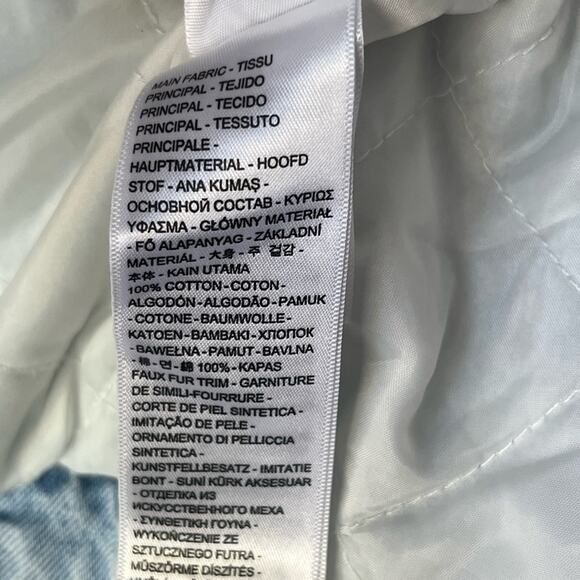 MAIN FABRIC - TISSU
PRINCIPAL - TEJIDO
PRINCIPAL - TECIDO
PRINCIPAL - TESSUTO
PRINCIPALE -
HAUPTMATERIAL - HOOFD
STOF - ANA KUMAŞ -
ОСНОВНОЙ СОСТАВ - ΚΥΡΙΩΣ
ΥΦΑΣΜΑ - GŁÓWNY MATERIAŁ
- FŐ ALAPANYAG - ZÁKLADNÍ
MATERIÁL - 大身 - 주 겉감 -
本体 - KAIN UTAMA
100% COTTON - COTON -
ALGODÓN - ALGODÃO - PAMUK
- COTONE - BAUMWOLLE -
KATOEN - BAMBAKI - ХЛОПОК
- BAWEŁNA - PAMUT - BAVLNA
- 棉 - 면 - 綿 100% - KAPAS
FAUX FUR TRIM - GARNITURE
DE SIMILI-FOURRURE -
CORTE DE PIEL SINTETICA -
IMITAÇÃO DE PELE -
ORNAMENTO DI PELLICCIA
SINTETICA -
KUNSTFELLBESATZ - IMITATIE
BONT - SUNİ KÜRK AKSESUAR
- ОТДЕЛКА ИЗ
ИСКУССТВЕННОГО МЕХА
- ΣΥΝΘΕΤΙΚΗ ΓΟΥΝΑ -
WYKOŃCZENIE ZE
SZTUCZNEGO FUTRA -
MŰSZŐRME DÍSZÍTÉS -